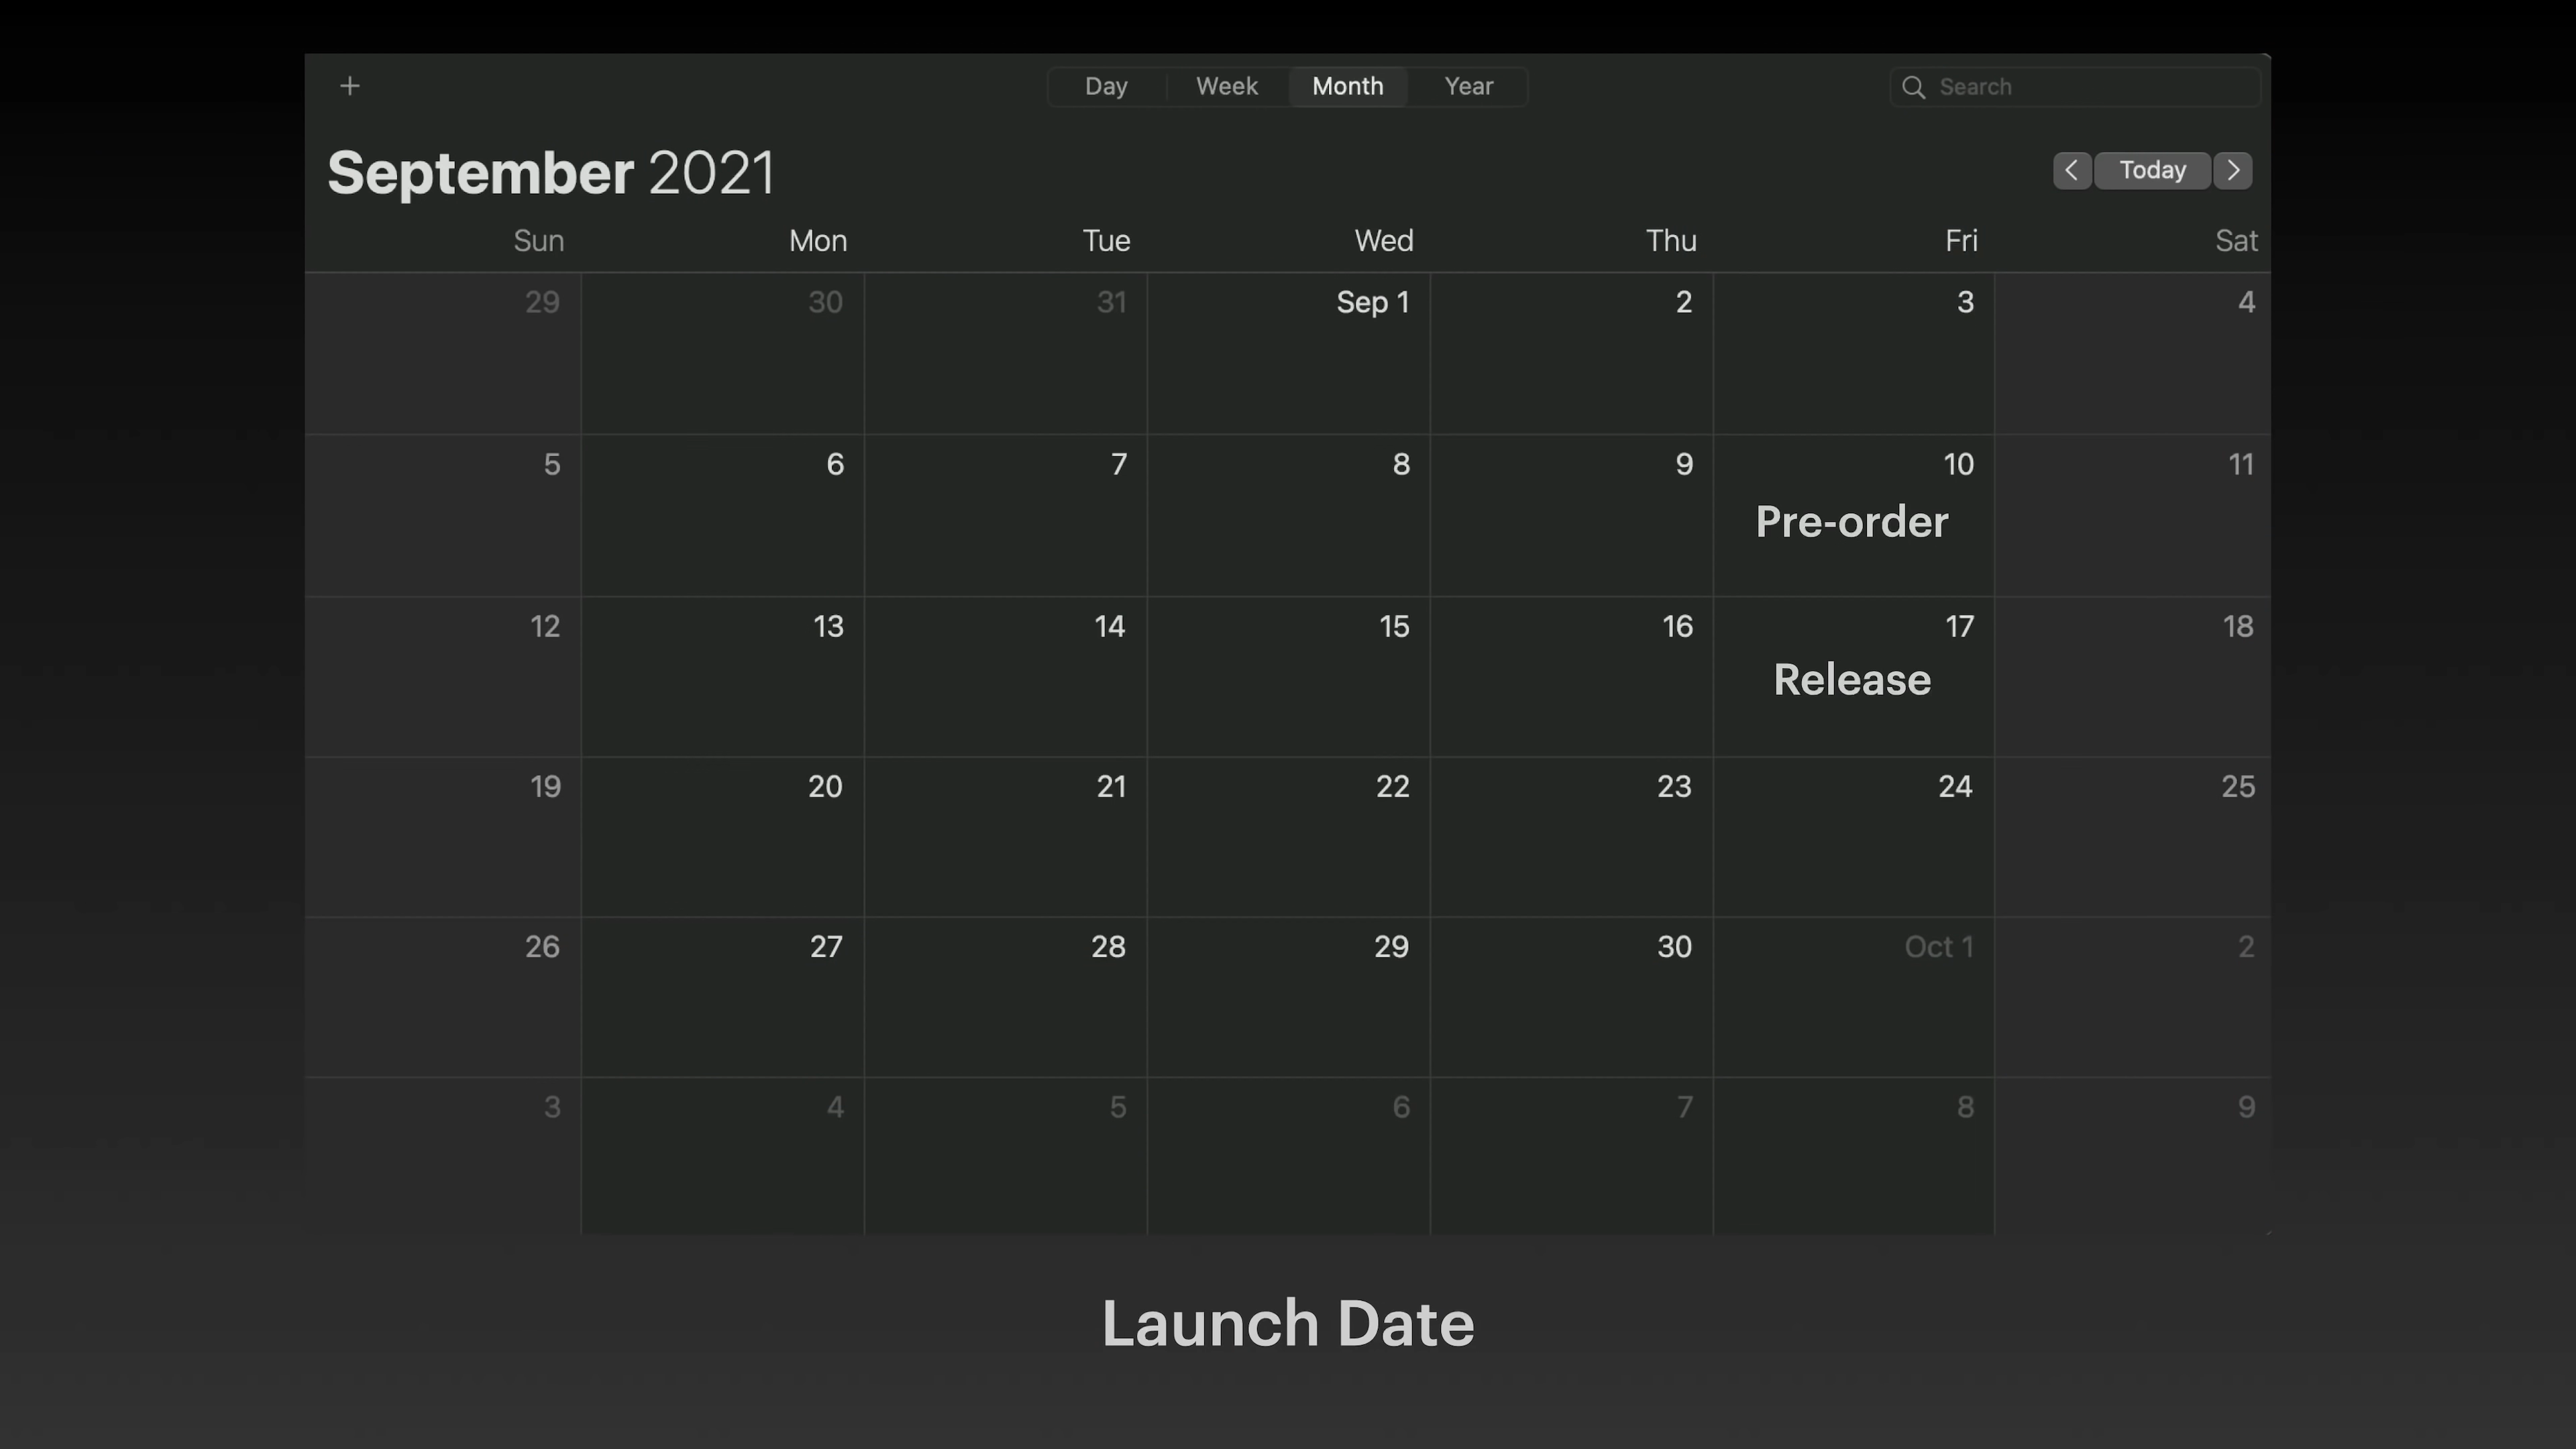 + Day Week Month Year Search
September 2021
< Today >
Sun Mon Tue Wed Thu Fri Sat
29 30 31 Sep 1 2 3 4
5 6 7 8 9 10 11
Pre-order
12 13 14 15 16 17 18
Release
19 20 21 22 23 24 25
26 27 28 29 30 Oct 1 2
3 4 5 6 7 8 9
Launch Date